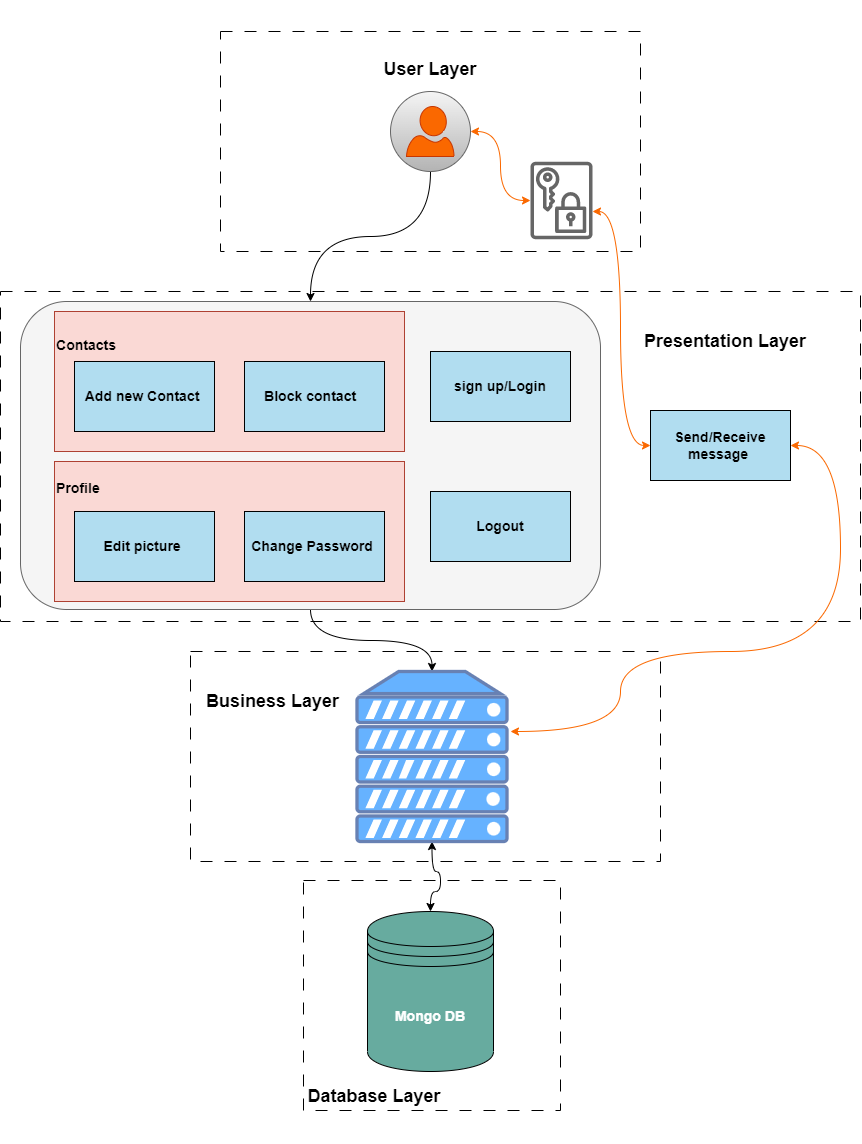 User Layer
Presentation Layer
Contacts
Add new Contact
Block contact
sign up/Login
Send/Receive
message
Profile
Edit picture
Change Password
Logout
Business Layer
Mongo DB
Database Layer